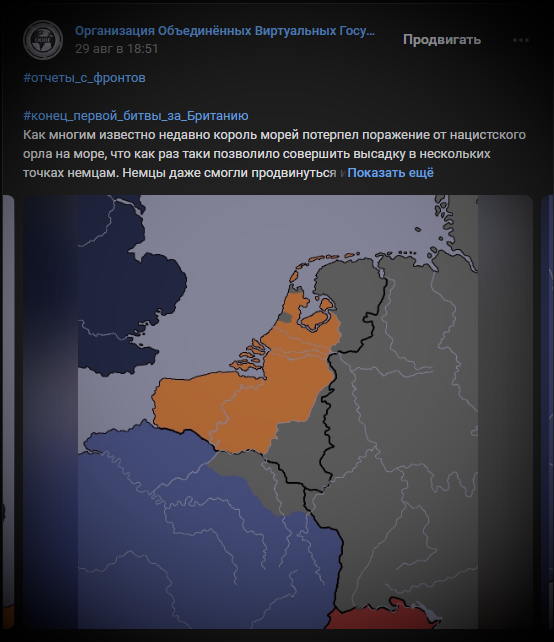 Организация Объединённых Виртуальных Госу...
29 авг в 18:51
Продвигать
#отчеты_с_фронтов
#конец_первой_битвы_за_Британию
Как многим известно недавно король морей потерпел поражение от нацистского
орла на море, что как раз таки позволило совершить высадку в нескольких
точках немцам. Немцы даже смогли продвинуться и Показать ещё